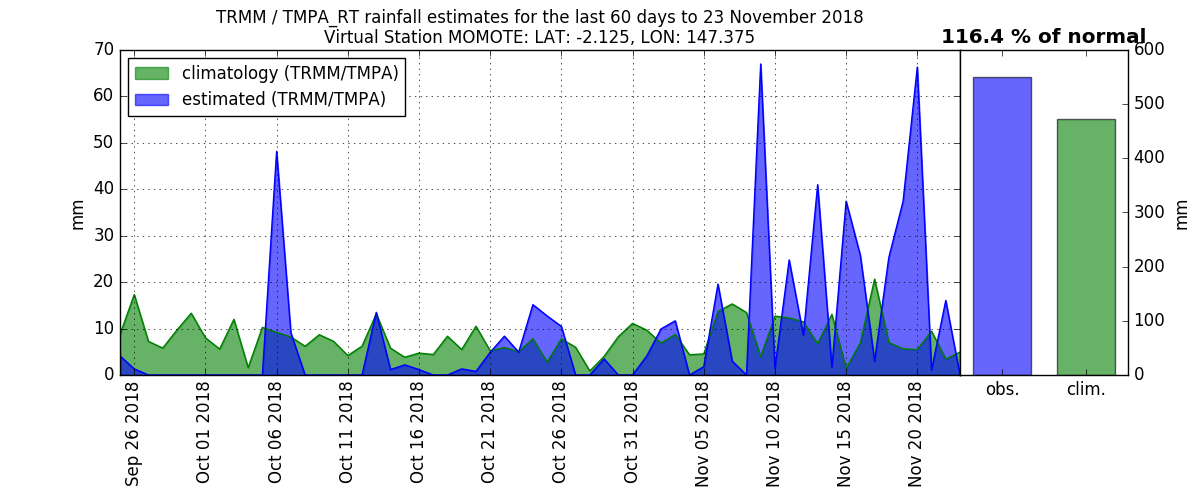 TRMM / TMPA_RT rainfall estimates for the last 60 days to 23 November 2018
Virtual Station MOMOTE: LAT: -2.125, LON: 147.375
116.4 % of normal
climatology (TRMM/TMPA)
estimated (TRMM/TMPA)
70
60
50
40
30
20
10
0
mm
Sep 26 2018
Oct 01 2018
Oct 06 2018
Oct 11 2018
Oct 16 2018
Oct 21 2018
Oct 26 2018
Oct 31 2018
Nov 05 2018
Nov 10 2018
Nov 15 2018
Nov 20 2018
obs.
clim.
600
500
400
300
200
100
0
mm